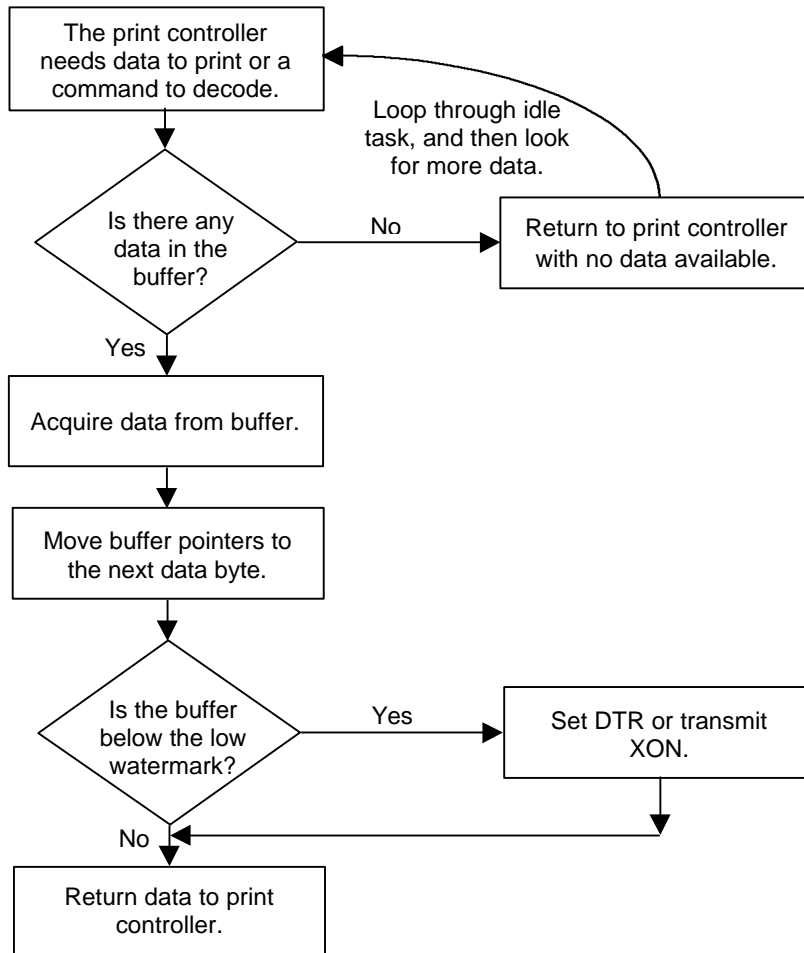 The print controller
needs data to print or a
command to decode.
Loop through idle
task, and then look
for more data.
Is there any
data in the
buffer?
No
Return to print controller
with no data available.
Yes
Acquire data from buffer.
Move buffer pointers to
the next data byte.
Is the buffer
below the low
watermark?
Yes
Set DTR or transmit
XON.
No
Return data to print
controller.